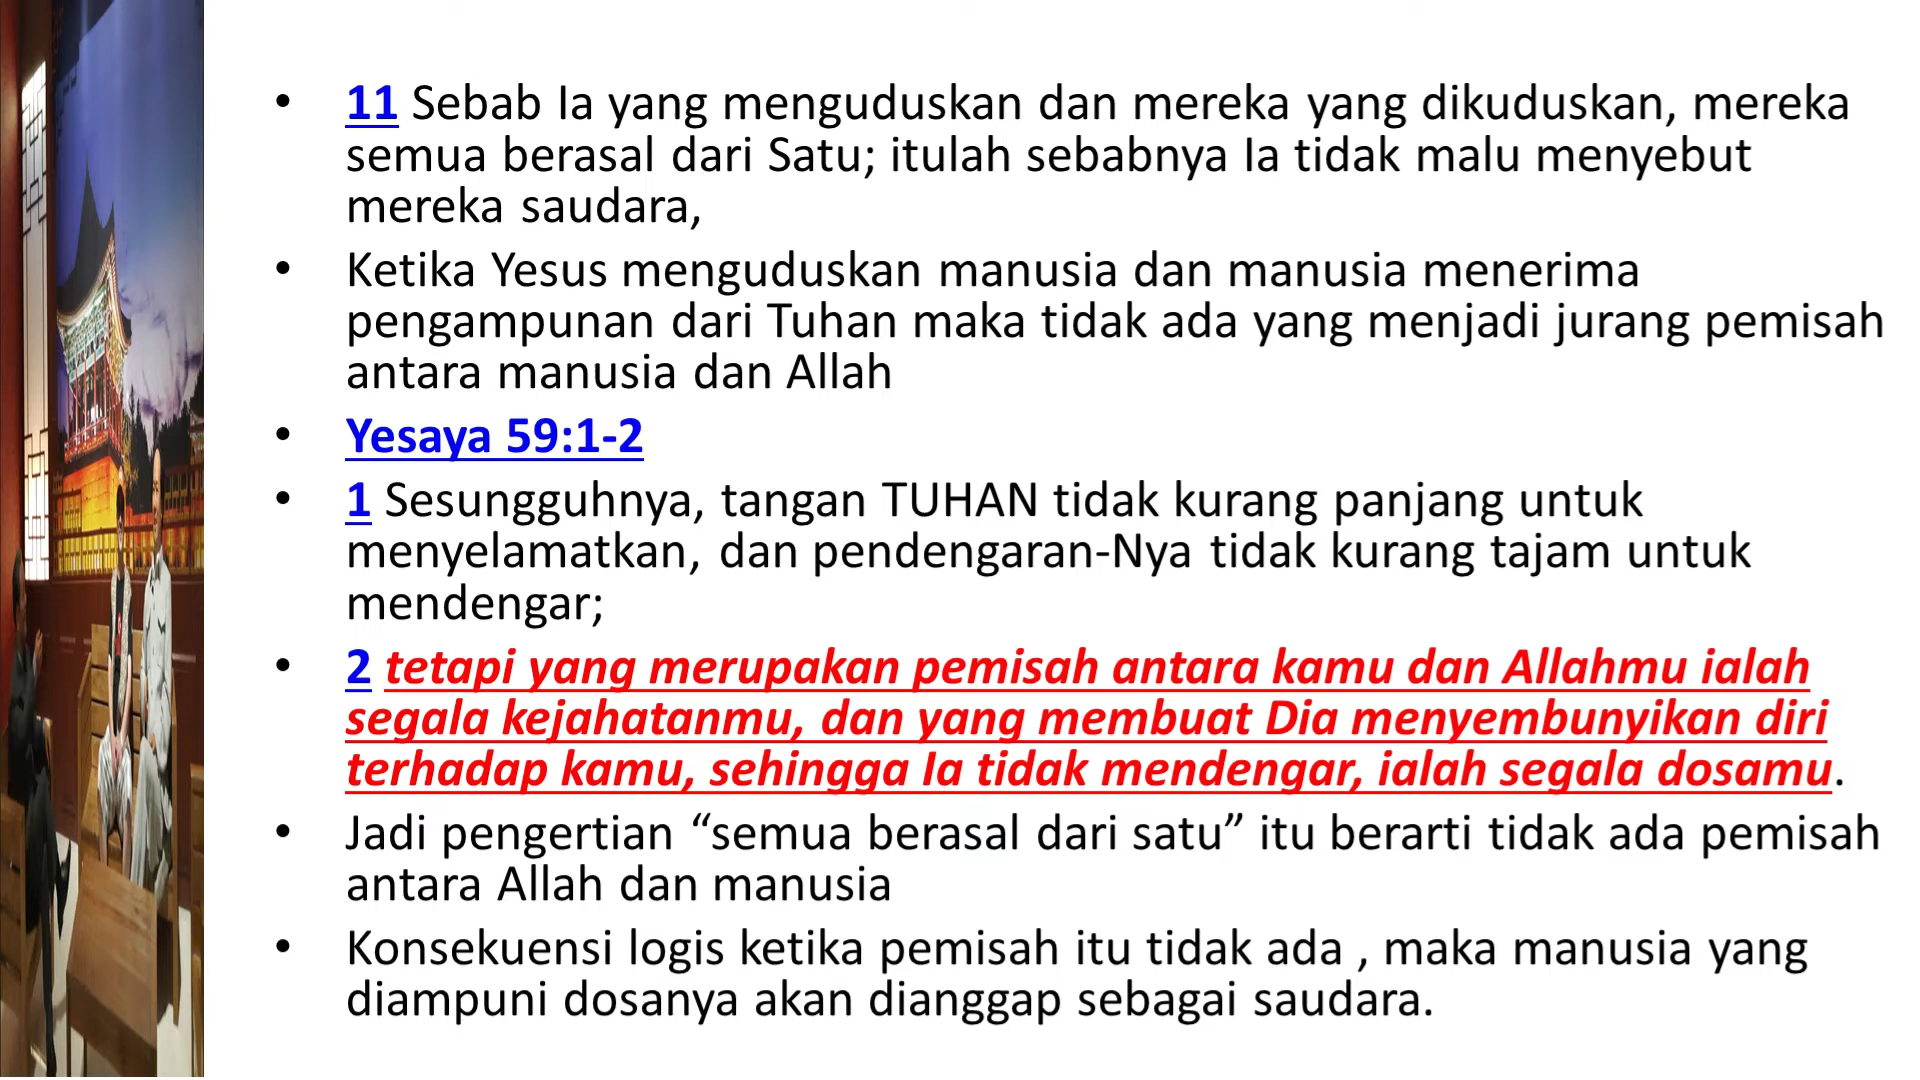 • 11 Sebab Ia yang menguduskan dan mereka yang dikuduskan, mereka
semua berasal dari Satu; itulah sebabnya Ia tidak malu menyebut
mereka saudara,
• Ketika Yesus menguduskan manusia dan manusia menerima
pengampunan dari Tuhan maka tidak ada yang menjadi jurang pemisah
antara manusia dan Allah
• Yesaya 59:1-2
• 1 Sesungguhnya, tangan TUHAN tidak kurang panjang untuk
menyelamatkan, dan pendengaran-Nya tidak kurang tajam untuk
mendengar;
• 2 tetapi yang merupakan pemisah antara kamu dan Allahmu ialah
segala kejahatanmu, dan yang membuat Dia menyembunyikan diri
terhadap kamu, sehingga Ia tidak mendengar, ialah segala dosamu.
• Jadi pengertian “semua berasal dari satu” itu berarti tidak ada pemisah
antara Allah dan manusia
• Konsekuensi logis ketika pemisah itu tidak ada , maka manusia yang
diampuni dosanya akan dianggap sebagai saudara.